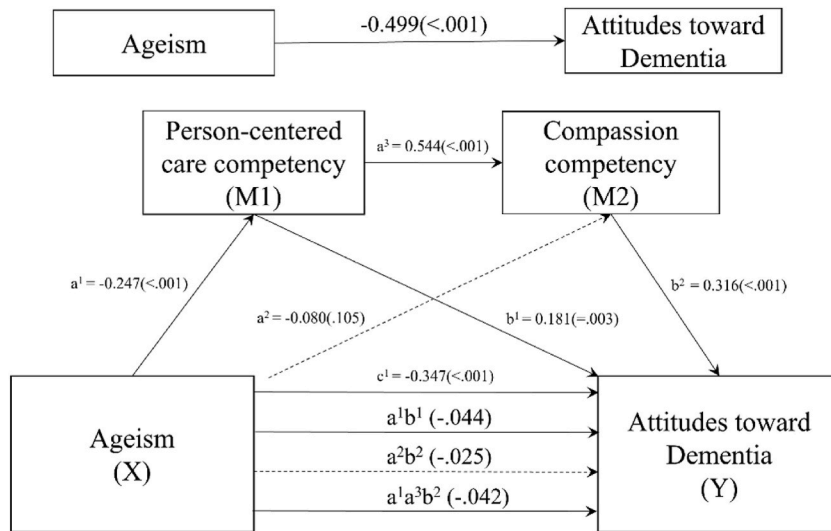 -0.499(<.001)
Ageism
Attitudes toward
Dementia
Person-centered
care competency
(M1)
a³ = 0.544(<.001)
Compassion
competency
(M2)
a¹ = -0.247(<.001)
a² = -0.080(.105)
b¹ = 0.181(=.003)
b² = 0.316(<.001)
c¹ = -0.347(<.001)
a¹b¹ (-.044)
a²b² (-.025)
a¹a³b² (-.042)
Ageism
(X)
Attitudes toward
Dementia
(Y)